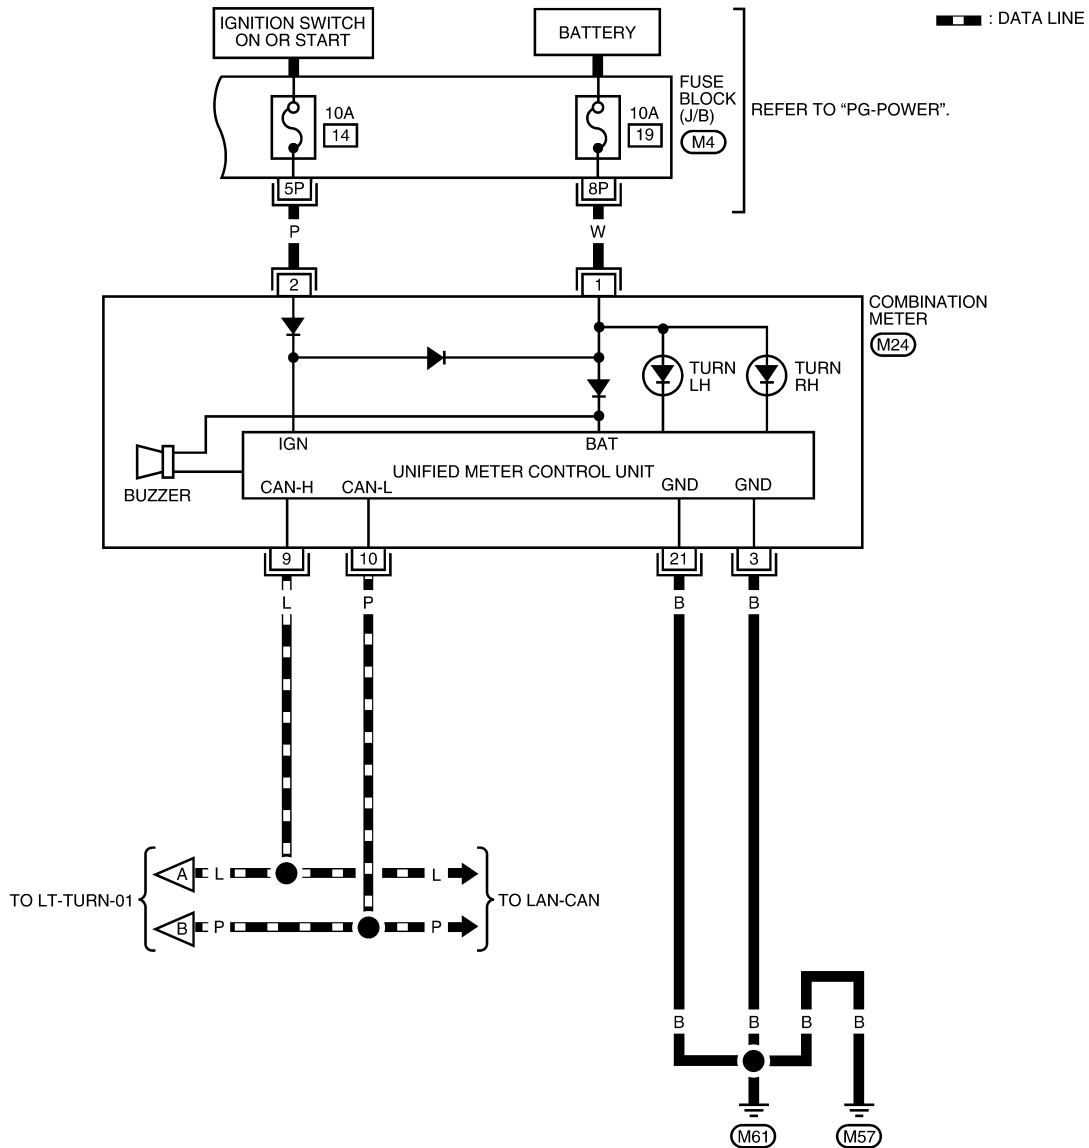 IGNITION SWITCH
ON OR START
BATTERY
: DATA LINE
10A
14
10A
19
FUSE
BLOCK
(J/B)
M4
REFER TO “PG-POWER”.
5P
8P
P
W
2
1
COMBINATION
METER
M24
TURN
LH
TURN
RH
IGN
BAT
UNIFIED METER CONTROL UNIT
BUZZER
CAN-H
CAN-L
GND
GND
9
10
21
3
L
P
B
B
A
L
L
TO LT-TURN-01
TO LAN-CAN
B
P
P
B
B
B
B
M61
M57